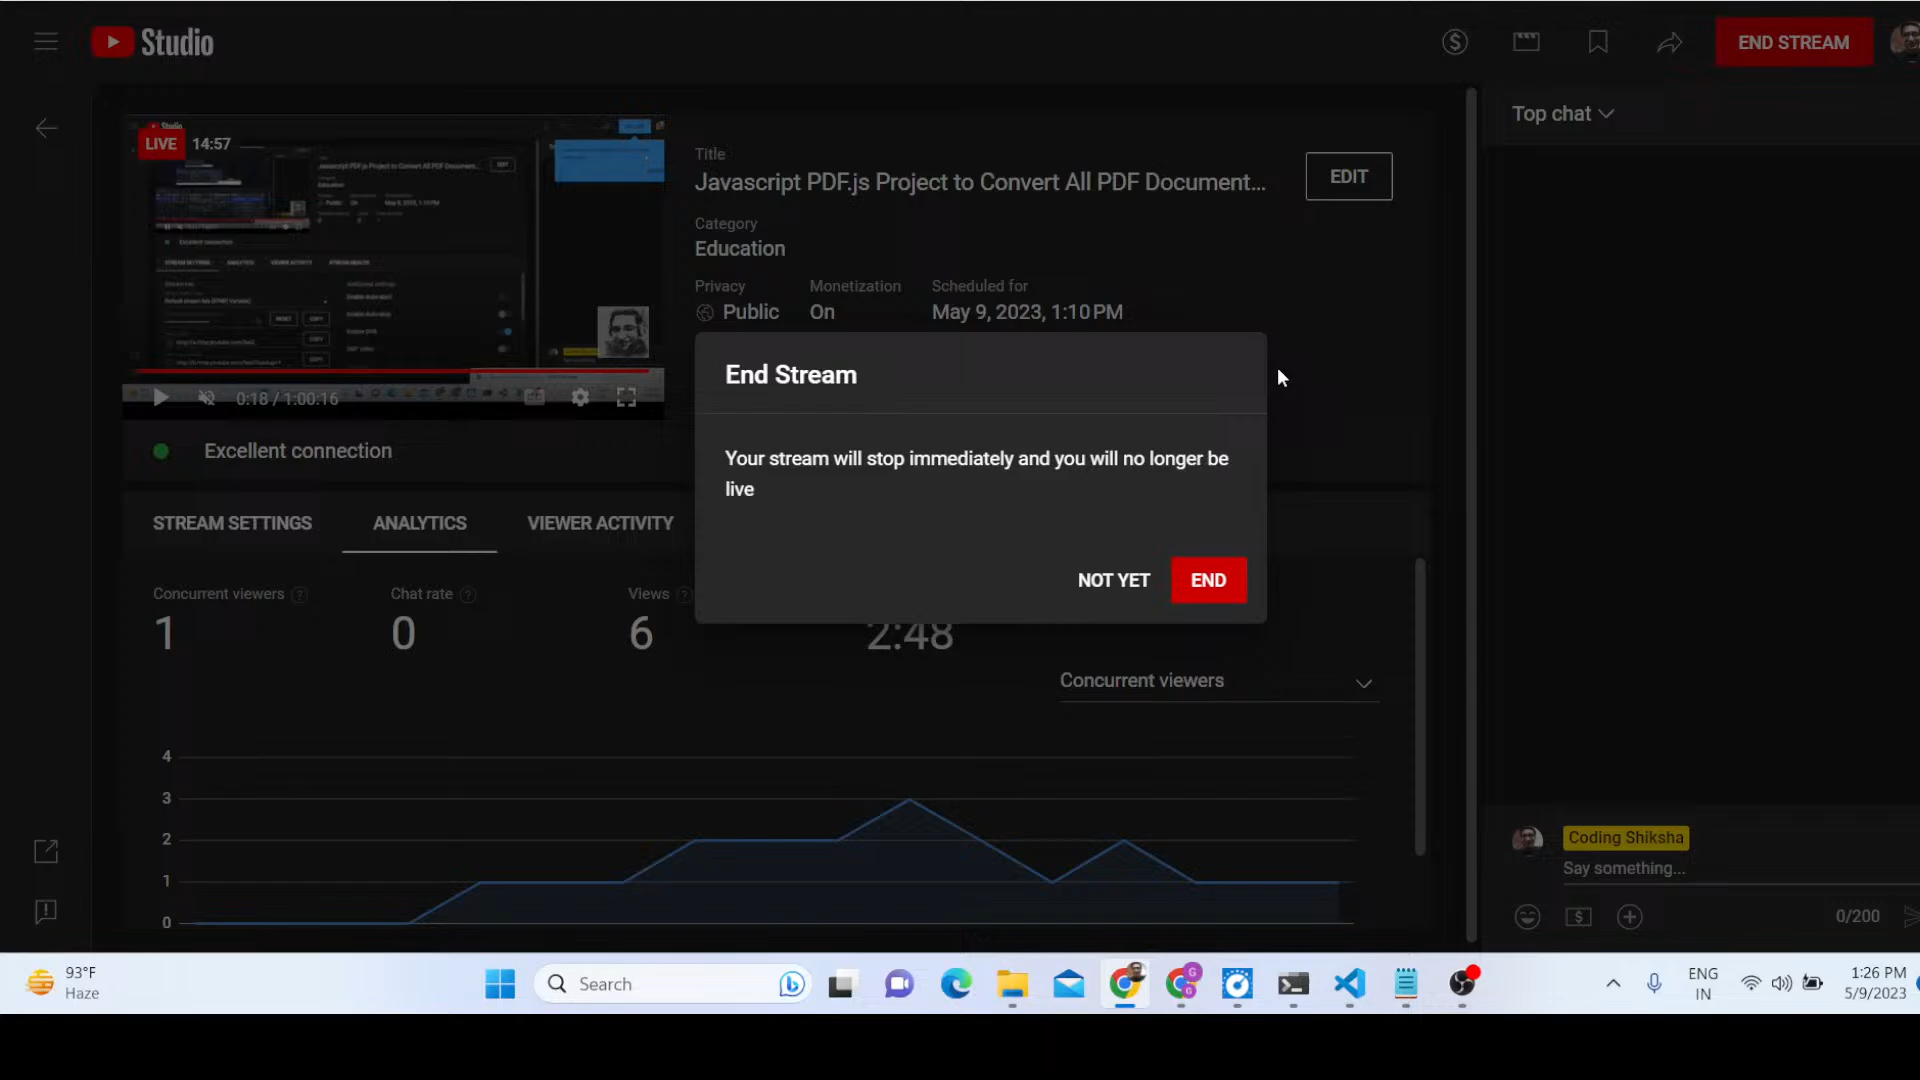 Studio
END STREAM
LIVE 14:57
0:18 / 1:00:16
Excellent connection
Title
Javascript PDF.js Project to Convert All PDF Document...
EDIT
Category
Education
Privacy
Monetization
Scheduled for
Public
On
May 9, 2023, 1:10 PM
End Stream
Your stream will stop immediately and you will no longer be
live
NOT YET
END
STREAM SETTINGS
ANALYTICS
VIEWER ACTIVITY
Concurrent viewers
1
Chat rate
0
Views
6
2:48
Concurrent viewers
4
3
2
1
0
Top chat
Coding Shiksha
Say something...
0/200
93°F
Haze
Search
ENG
IN
1:26 PM
5/9/2023